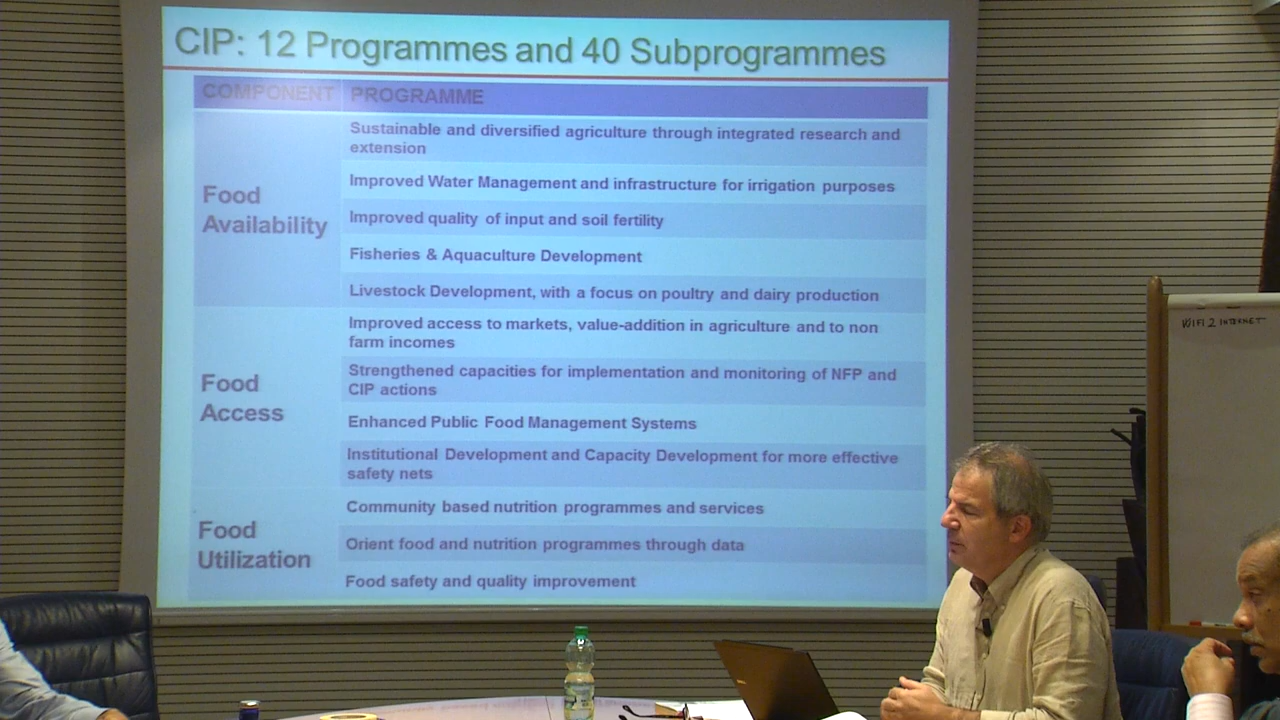 CIP: 12 Programmes and 40 Subprogrammes
COMPONENT PROGRAMME
Food
Availability
Sustainable and diversified agriculture through integrated research and
extension
Improved Water Management and infrastructure for irrigation purposes
Improved quality of input and soil fertility
Fisheries & Aquaculture Development
Livestock Development, with a focus on poultry and dairy production
Food
Access
Improved access to markets, value-addition in agriculture and to non
farm incomes
Strengthened capacities for implementation and monitoring of NFP and
CIP actions
Enhanced Public Food Management Systems
Institutional Development and Capacity Development for more effective
safety nets
Food
Utilization
Community based nutrition programmes and services
Orient food and nutrition programmes through data
Food safety and quality improvement
WIFI 2 INTERNET